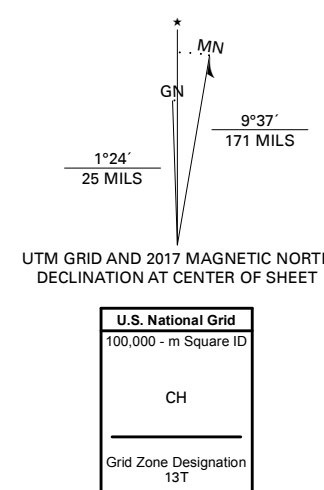 MN
GN
9°37´
171 MILS
1°24´
25 MILS
UTM GRID AND 2017 MAGNETIC NORTH
DECLINATION AT CENTER OF SHEET
U.S. National Grid
100,000 - m Square ID
CH
Grid Zone Designation
13T